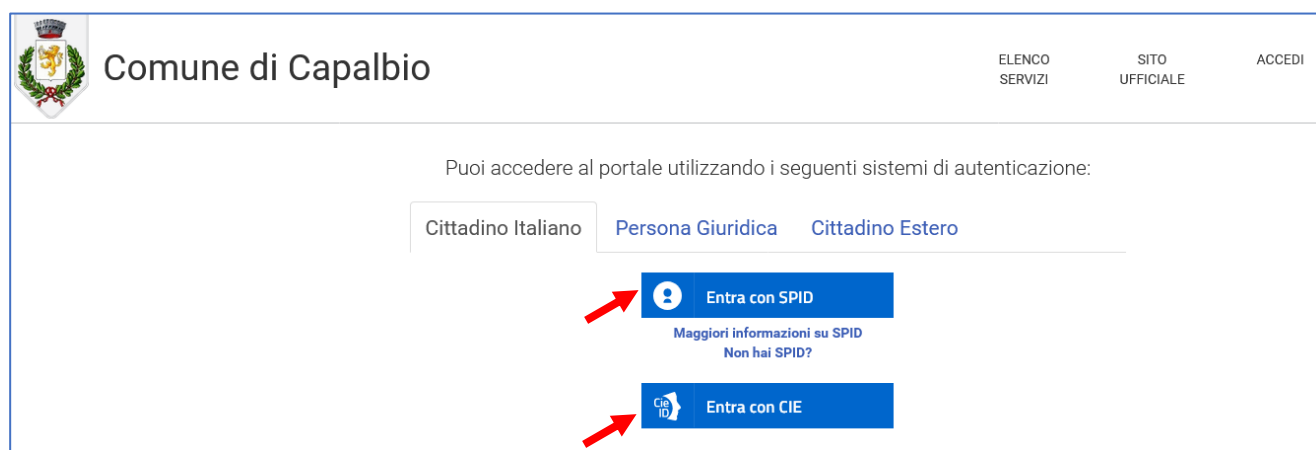 Comune di Capalbio
ELENCO
SERVIZI
SITO
UFFICIALE
ACCEDI
Puoi accedere al portale utilizzando i seguenti sistemi di autenticazione:
Cittadino Italiano
Persona Giuridica
Cittadino Estero
Entra con SPID
Maggiori informazioni su SPID
Non hai SPID?
Cie
ID
Entra con CIE